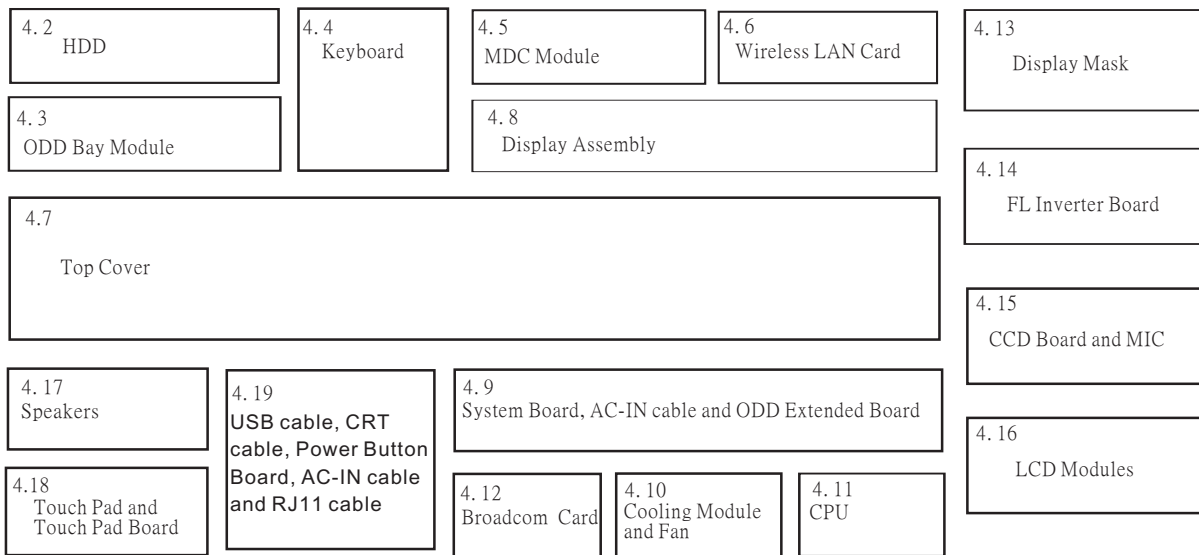 4.2
HDD
4.3
ODD Bay Module
4.4
Keyboard
4.5
MDC Module
4.6
Wireless LAN Card
4.8
Display Assembly
4.13
Display Mask
4.14
FL Inverter Board
4.7
Top Cover
4.15
CCD Board and MIC
4.17
Speakers
4.18
Touch Pad and
Touch Pad Board
4.19
USB cable, CRT
cable, Power Button
Board, AC-IN cable
and RJ11 cable
4.9
System Board, AC-IN cable and ODD Extended Board
4.12
Broadcom Card
4.10
Cooling Module
and Fan
4.11
CPU
4.16
LCD Modules